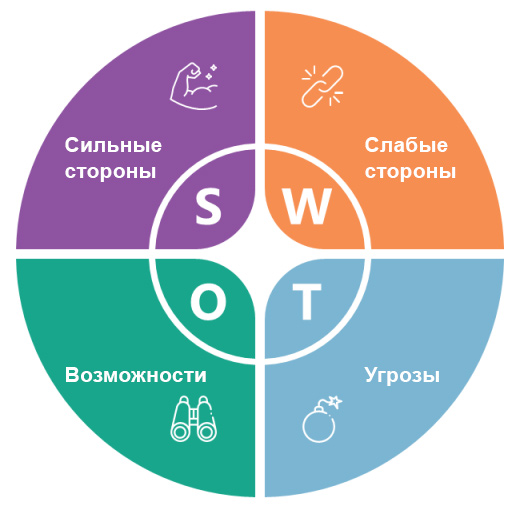 Сильные
стороны
Слабые
стороны
S
W
O
T
Возможности
Угрозы